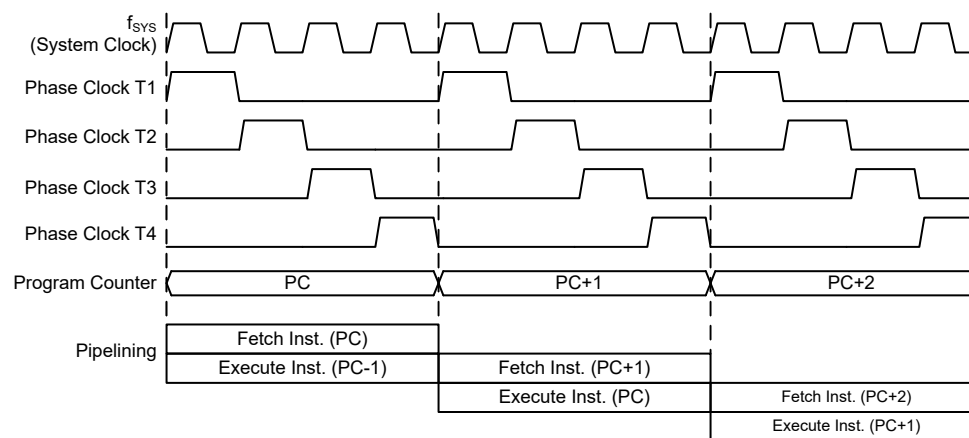 fSYS
(System Clock)
Phase Clock T1
Phase Clock T2
Phase Clock T3
Phase Clock T4
Program Counter PC PC+1 PC+2
Pipelining
Fetch Inst. (PC)
Execute Inst. (PC-1) Fetch Inst. (PC+1)
Execute Inst. (PC) Fetch Inst. (PC+2)
Execute Inst. (PC+1)